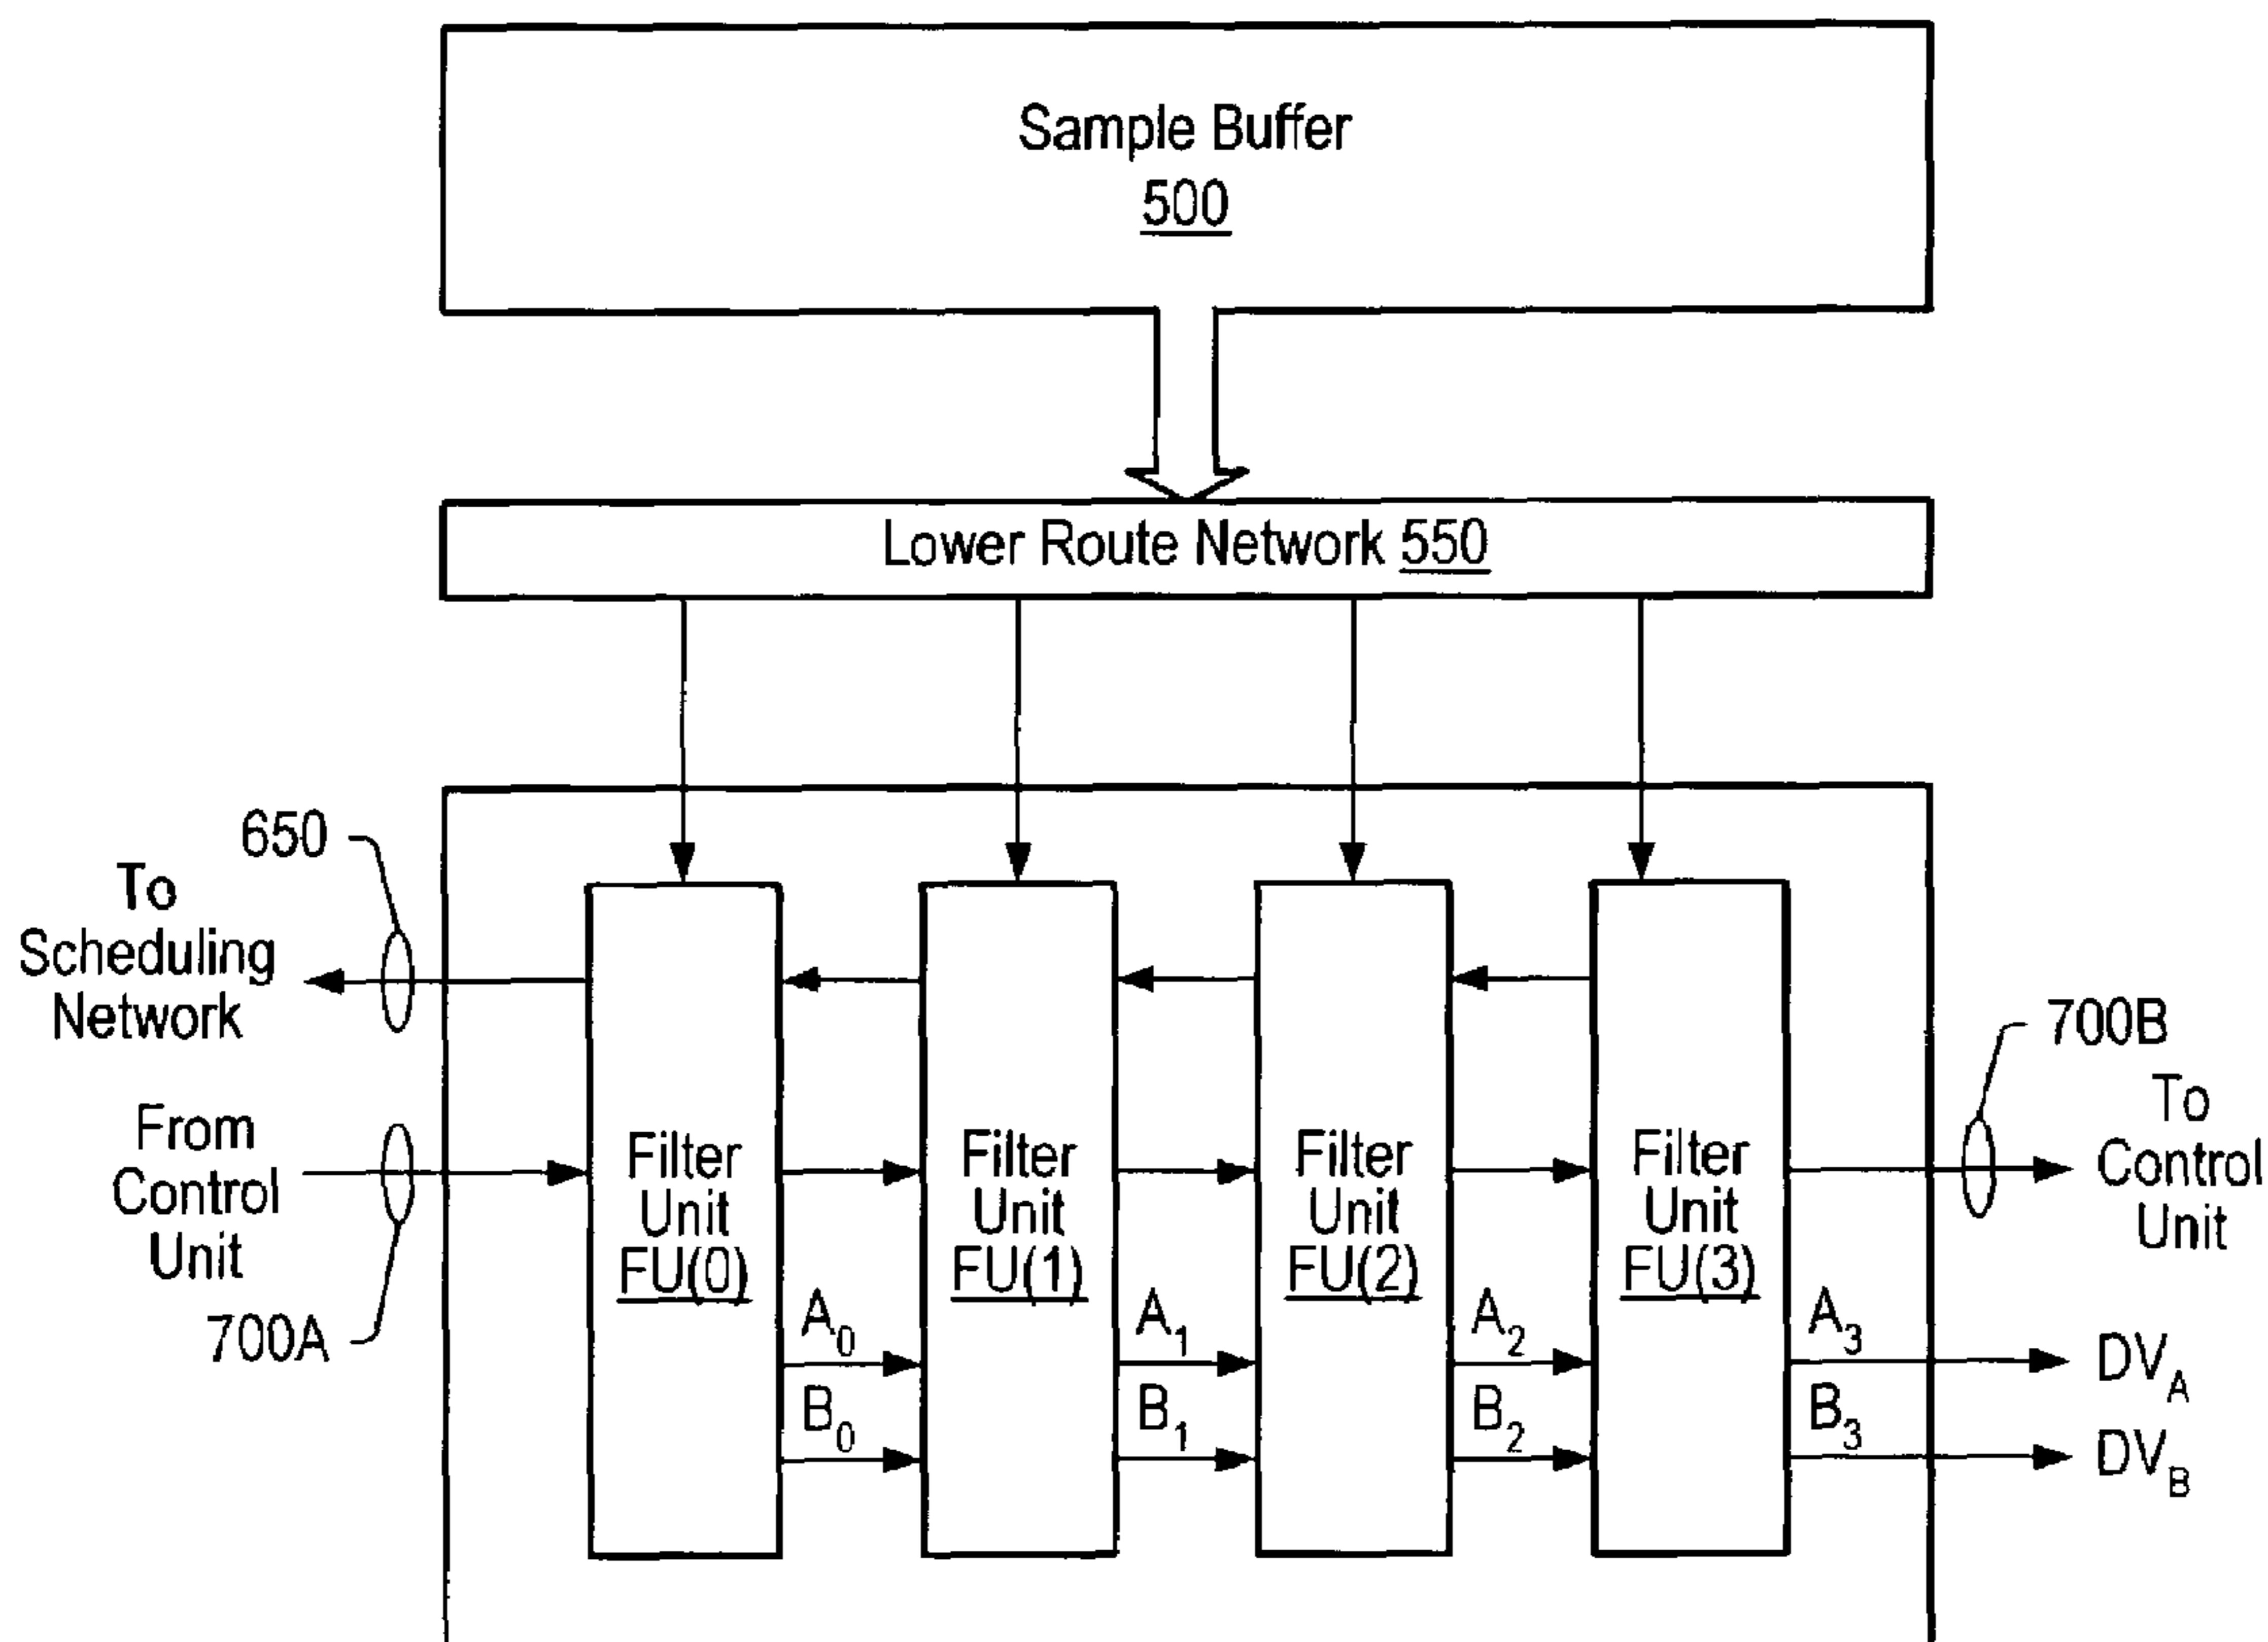 Sample Buffer
500
Lower Route Network 550
650
To
Scheduling
Network
From
Control
Unit
700A
Filter
Unit
FU(0)
A0
B0
Filter
Unit
FU(1)
A1
B1
Filter
Unit
FU(2)
A2
B2
Filter
Unit
FU(3)
A3
B3
700B
To
Control
Unit
DVA
DVB